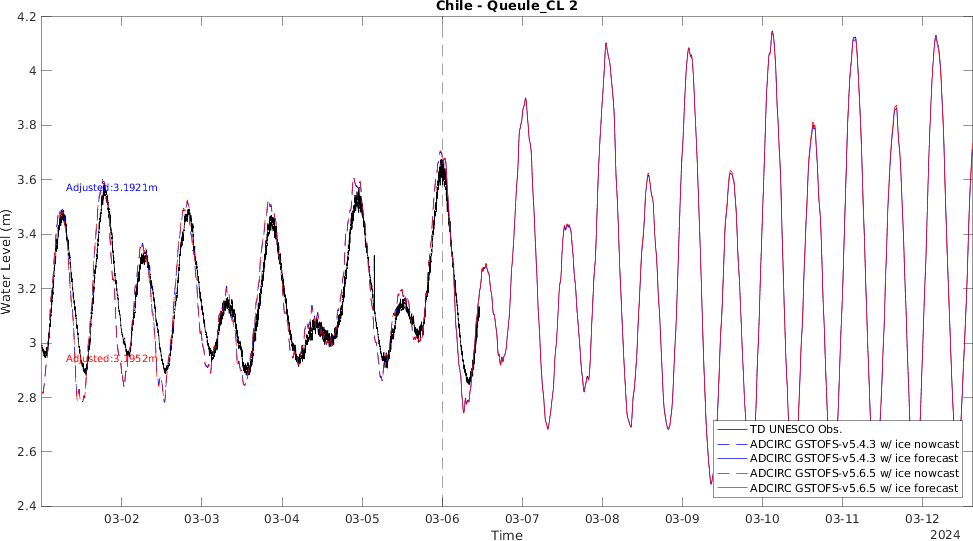 Chile - Queule_CL 2
4.2
4
3.8
3.6
3.4
3.2
3
2.8
2.6
2.4
Water Level (m)
Adjusted:3.1921m
Adjusted:3.1952m
TD UNESCO Obs.
ADCIRC GSTOFS-v5.4.3 w/ ice nowcast
ADCIRC GSTOFS-v5.4.3 w/ ice forecast
ADCIRC GSTOFS-v5.6.5 w/ ice nowcast
ADCIRC GSTOFS-v5.6.5 w/ ice forecast
03-02 03-03 03-04 03-05 03-06 03-07 03-08 03-09 03-10 03-11 03-12
Time
2024